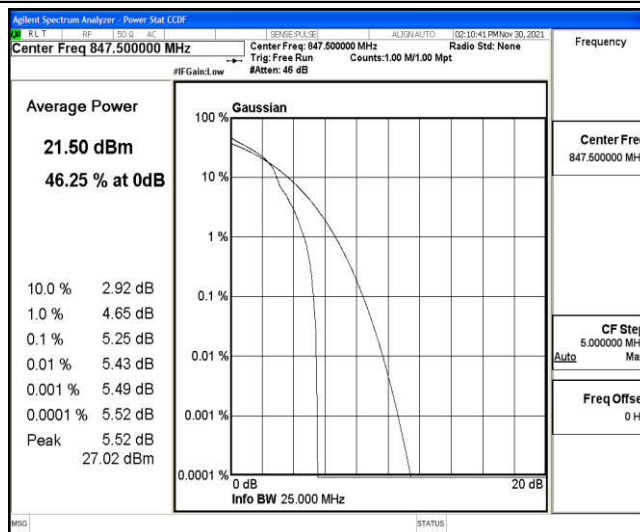 Agilent Spectrum Analyzer - Power Stat CCDF
RLT RF 50 Ω AC SENSE:PULSE ALIGNAUTO 02:10:41 PM Nov 30, 2021
Center Freq 847.500000 MHz
Center Freq: 847.500000 MHz Radio Std: None
Trig: Free Run Counts:1.00 M/1.00 Mpt
#IFGain:Low #Atten: 46 dB
Frequency
Average Power
21.50 dBm
46.25 % at 0dB
10.0 % 2.92 dB
1.0 % 4.65 dB
0.1 % 5.25 dB
0.01 % 5.43 dB
0.001 % 5.49 dB
0.0001 % 5.52 dB
Peak 5.52 dB
27.02 dBm
Gaussian
100 %
10 %
1 %
0.1 %
0.01 %
0.001 %
0.0001 %
0 dB 20 dB
Info BW 25.000 MHz
Center Fre
847.500000 MH
CF Ste
5.000000 MH
Auto Ma
Freq Offse
0 H
MSG STATUS